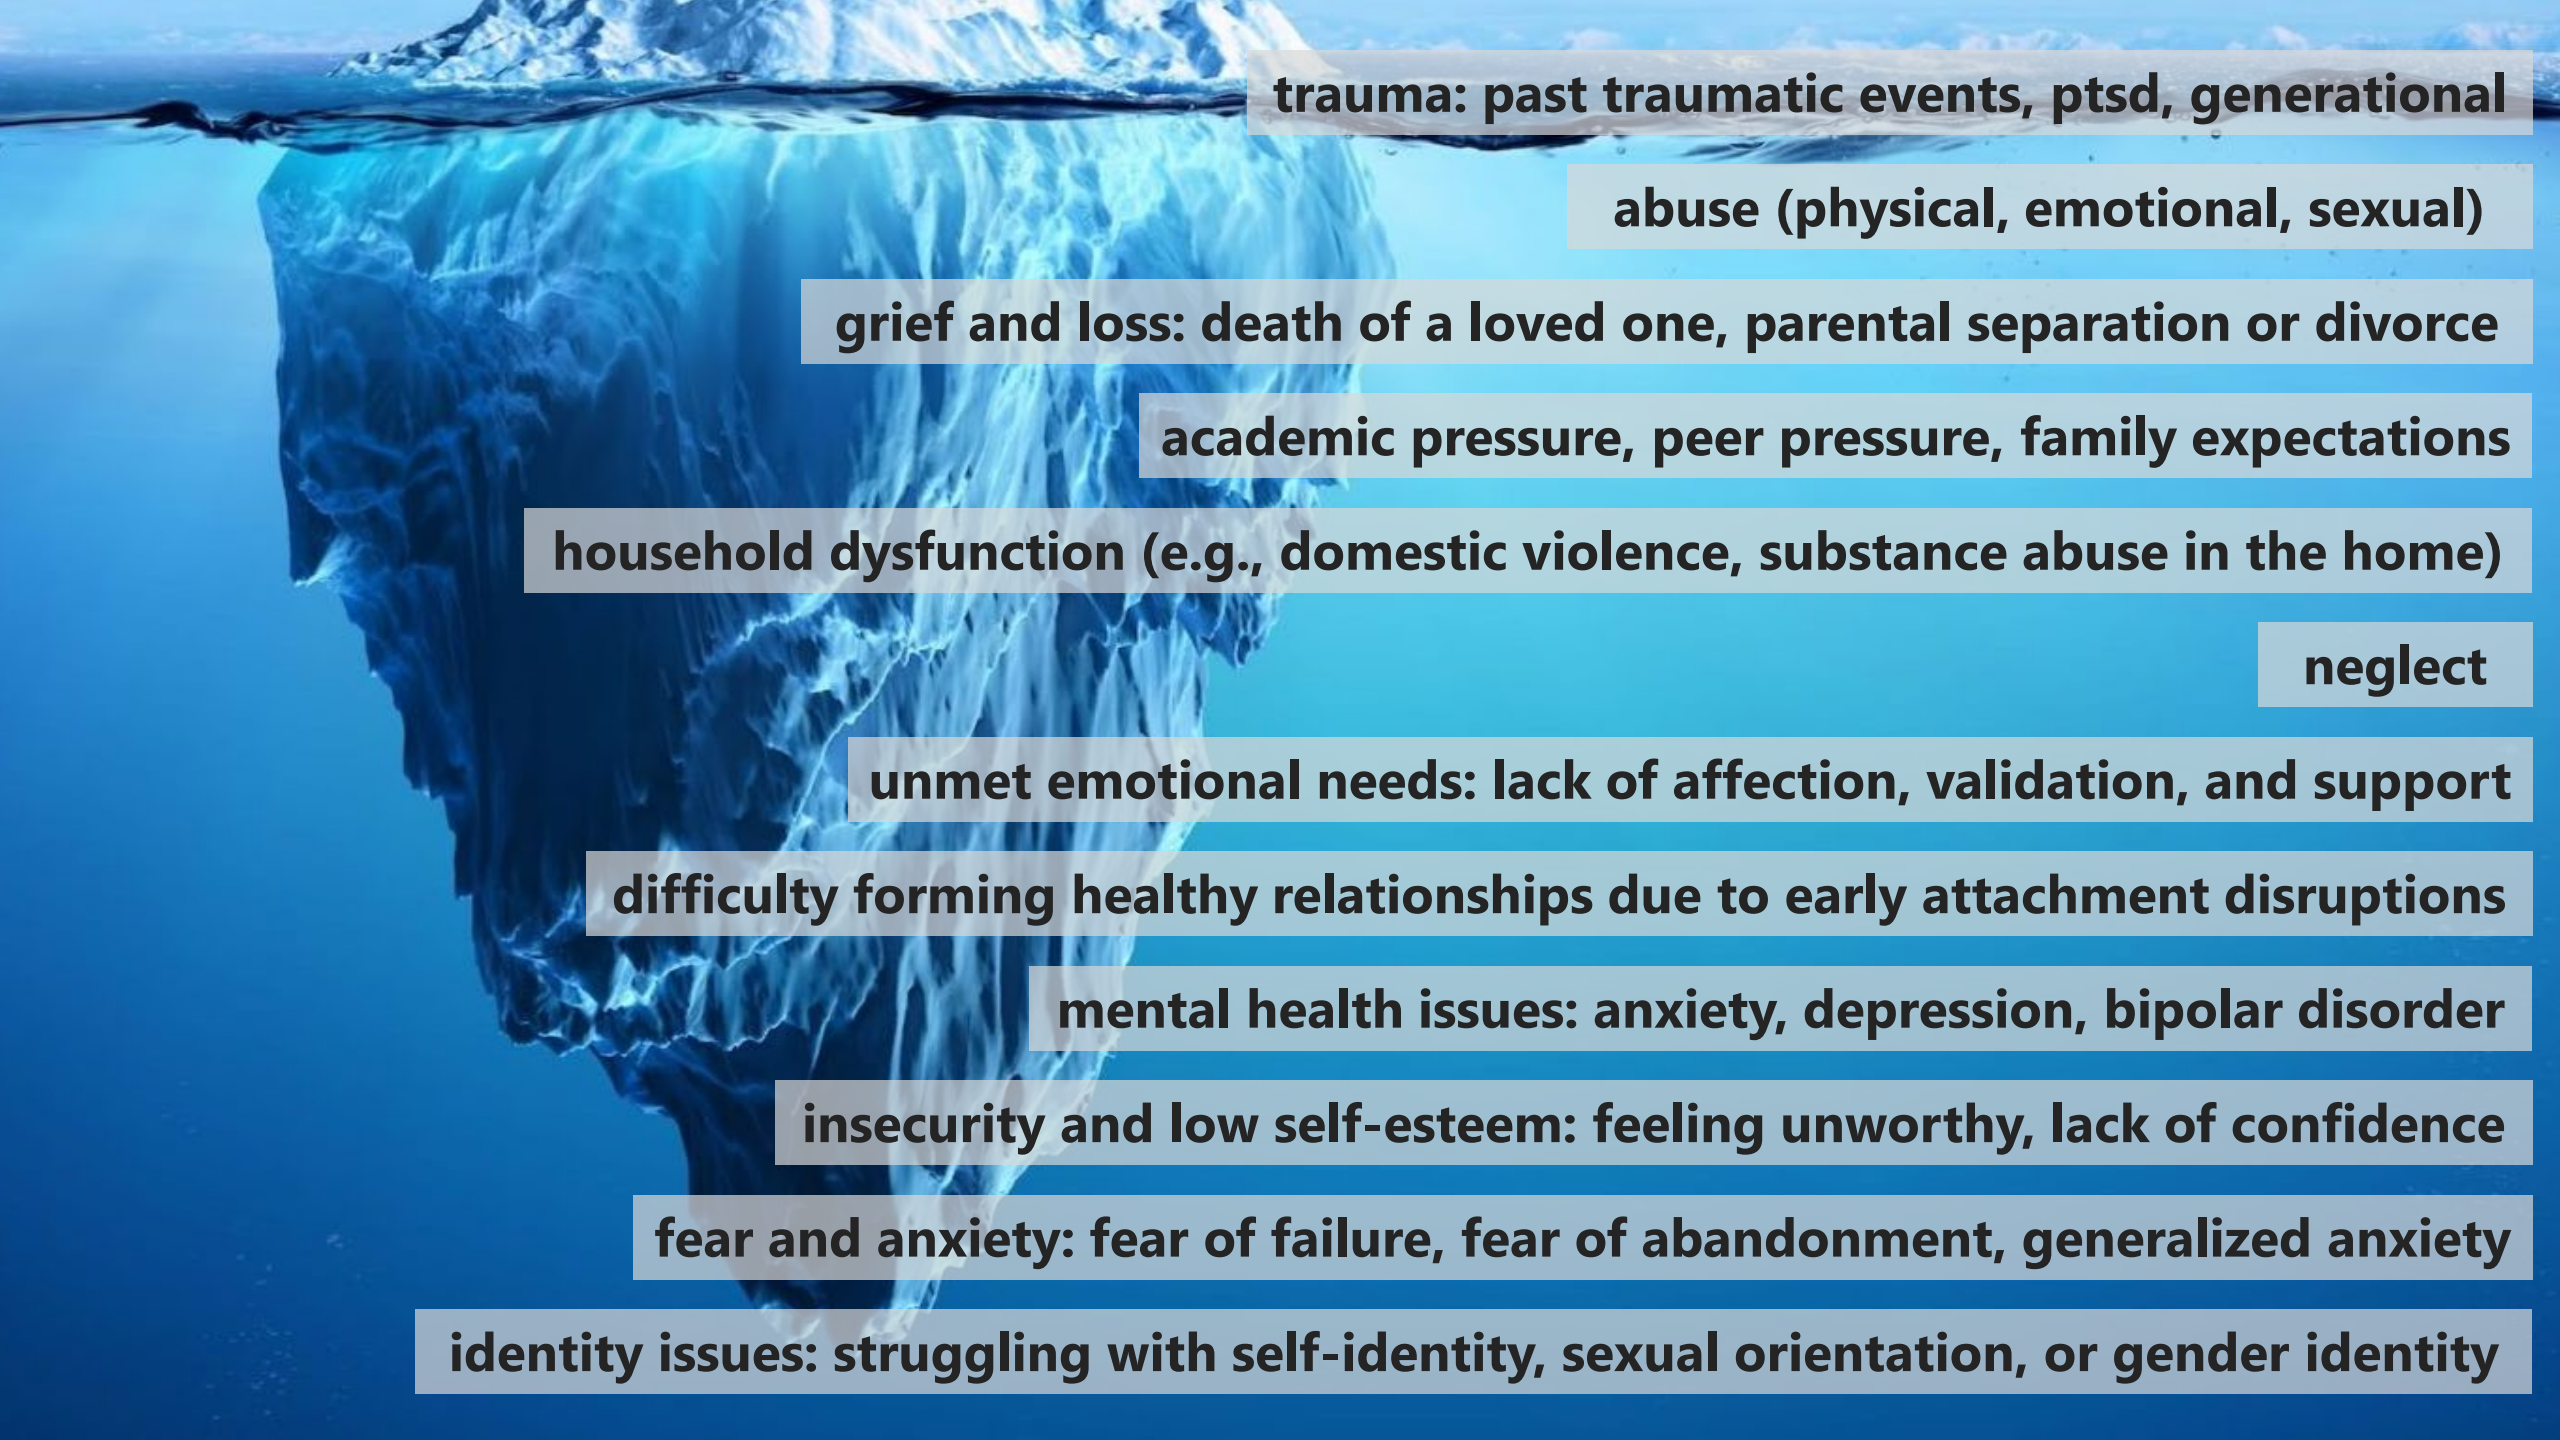 trauma: past traumatic events, ptsd, generational
abuse (physical, emotional, sexual)
grief and loss: death of a loved one, parental separation or divorce
academic pressure, peer pressure, family expectations
household dysfunction (e.g., domestic violence, substance abuse in the home)
neglect
unmet emotional needs: lack of affection, validation, and support
difficulty forming healthy relationships due to early attachment disruptions
mental health issues: anxiety, depression, bipolar disorder
insecurity and low self-esteem: feeling unworthy, lack of confidence
fear and anxiety: fear of failure, fear of abandonment, generalized anxiety
identity issues: struggling with self-identity, sexual orientation, or gender identity